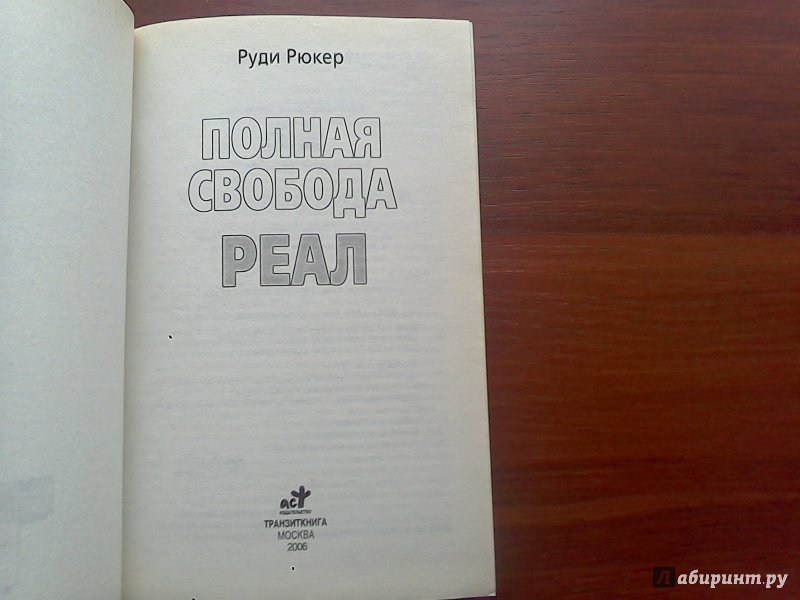 Руди Рюкер
ПОЛНАЯ
СВОБОДА
РЕАЛ
аст
ИЗДАТЕЛЬСТВО
ТРАНЗИТКНИГА
МОСКВА
2006
Лабиринт.ру